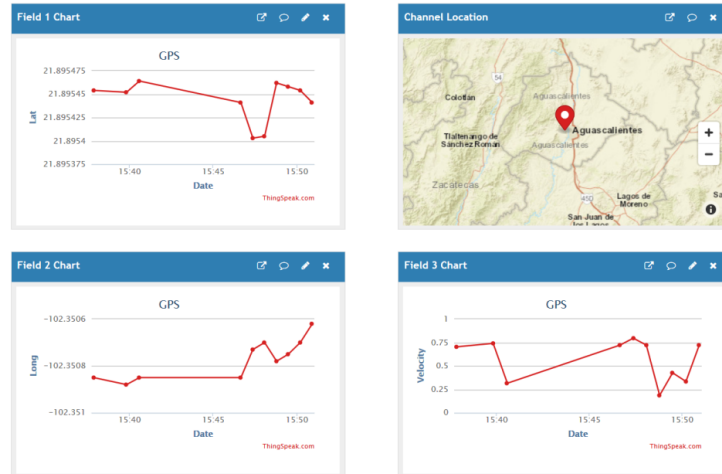 Field 1 Chart
GPS
21.895475
21.89545
21.895425
21.8954
21.895375
Lat
15:40
15:45
15:50
Date
ThingSpeak.com
Channel Location
54
Colotlán
Aguascalientes
Tlaltenango de
Sánchez Román
Aguascalientes
Aguascalientes
Zacatecas
45D
Lagos de
Moreno
Sa
San Juan de
los Lagos
+
−
Field 2 Chart
GPS
-102.3506
-102.3508
-102.351
Long
15:40
15:45
15:50
Date
ThingSpeak.com
Field 3 Chart
GPS
1
0.75
0.5
0.25
0
Velocity
15:40
15:45
15:50
Date
ThingSpeak.com